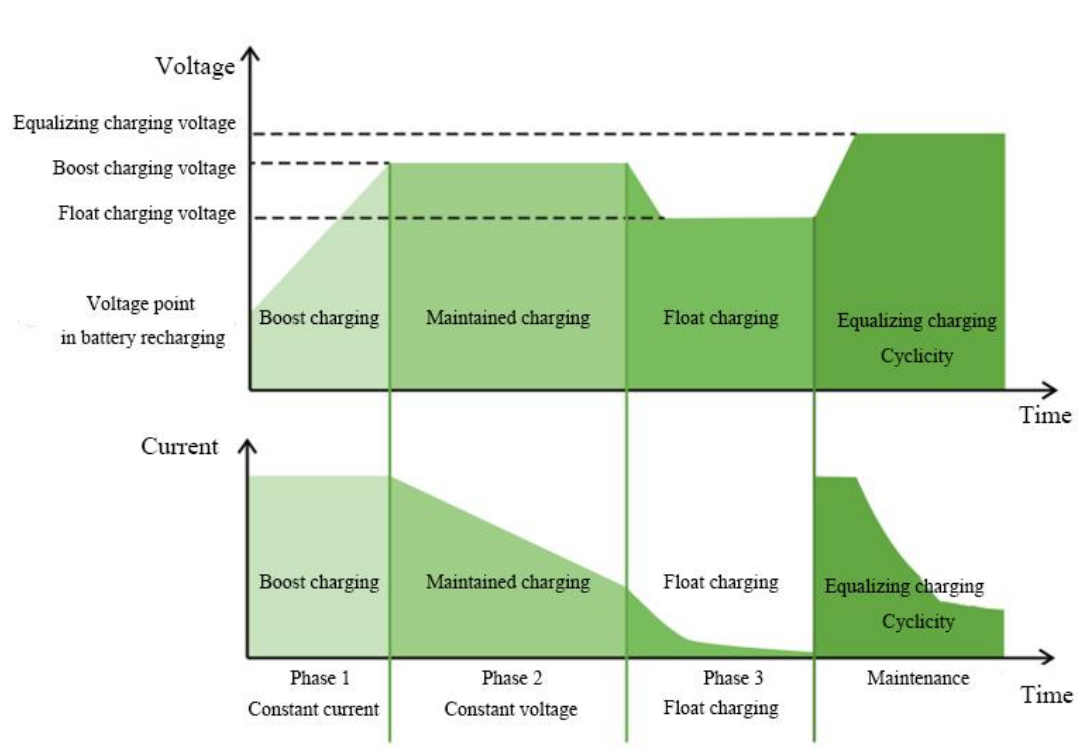 Voltage
Equalizing charging voltage
Boost charging voltage
Float charging voltage
Voltage point
in battery recharging
Boost charging
Maintained charging
Float charging
Equalizing charging
Cyclicity
Time
Current
Boost charging
Maintained charging
Float charging
Equalizing charging
Cyclicity
Phase 1
Constant current
Phase 2
Constant voltage
Phase 3
Float charging
Maintenance
Time